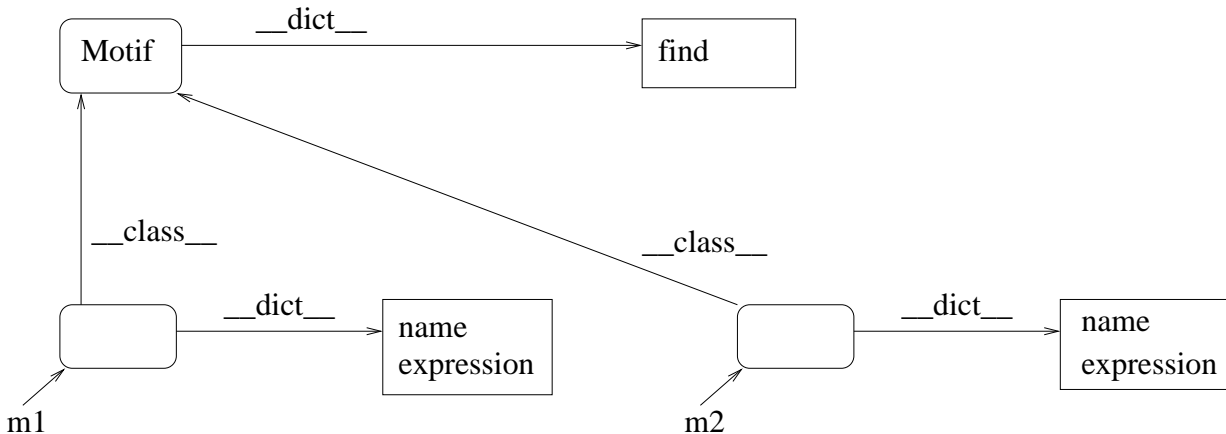 __dict__
Motif
find
__class__
__class__
__dict__
name
expression
__dict__
name
expression
m1
m2